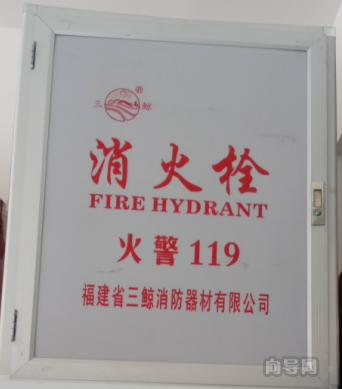 三鲸
®
消火栓
FIRE HYDRANT
火警 119
福建省三鲸消防器材有限公司
向导网